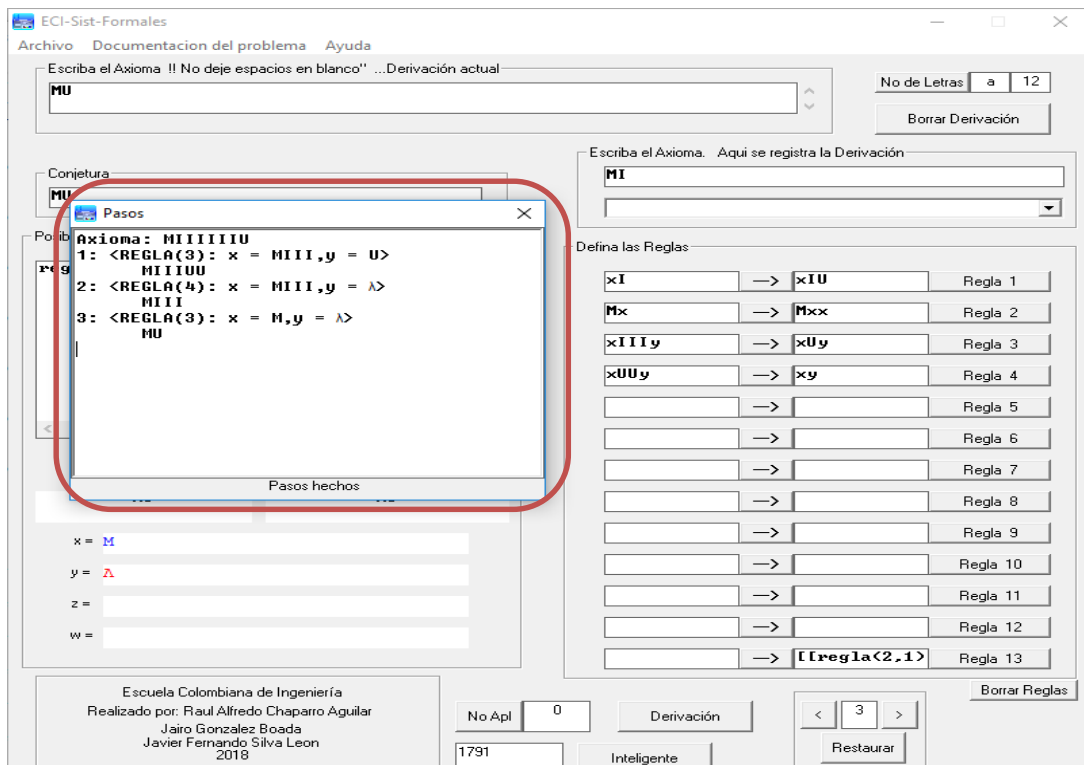 ECI-Sist-Formales
Archivo Documentacion del problema Ayuda
Escriba el Axioma !! No deje espacios en blanco" ...Derivación actual
MU
No de Letras a 12
Borrar Derivación
Escriba el Axioma. Aqui se registra la Derivación
MI
Conjetura
MU
Pasos
Axioma: MIIIIIIU
1: <REGLA(3): x = MIII,y = U>
MIIIUU
2: <REGLA(4): x = MIII,y = λ>
MIII
3: <REGLA(3): x = M,y = λ>
MU
Pasos hechos
Posib
reg
x = M
y = Λ
z =
w =
Defina las Reglas
xI —> xIU Regla 1
Mx —> Mxx Regla 2
xIIIy —> xUy Regla 3
xUUy —> xy Regla 4
—> Regla 5
—> Regla 6
—> Regla 7
—> Regla 8
—> Regla 9
—> Regla 10
—> Regla 11
—> Regla 12
—> [[regla(2,1) Regla 13
Borrar Reglas
Escuela Colombiana de Ingeniería
Realizado por: Raul Alfredo Chaparro Aguilar
Jairo Gonzalez Boada
Javier Fernando Silva Leon
2018
No Apl 0 Derivación
1791 Inteligente
< 3 >
Restaurar